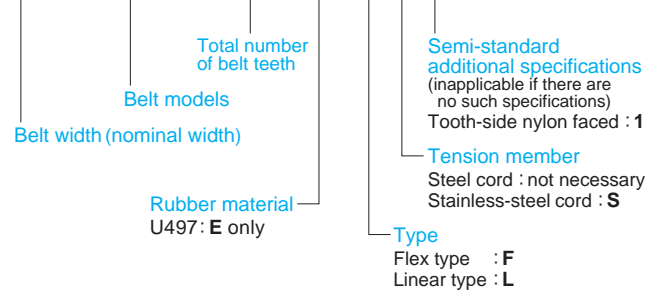 Total number
of belt teeth
Belt models
Belt width (nominal width)
Rubber material
U497 : E only
Semi-standard
additional specifications
(inapplicable if there are
no such specifications)
Tooth-side nylon faced : 1
Tension member
Steel cord : not necessary
Stainless-steel cord : S
Type
Flex type : F
Linear type : L